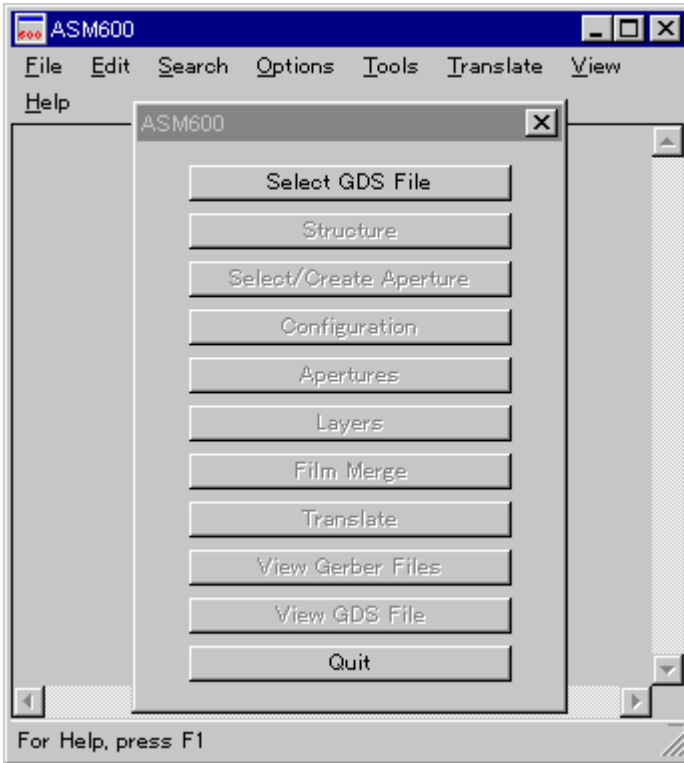 600 ASM600
File Edit Search Options Tools Translate View
Help
ASM600
Select GDS File
Structure
Select/Create Aperture
Configuration
Apertures
Layers
Film Merge
Translate
View Gerber Files
View GDS File
Quit
For Help, press F1